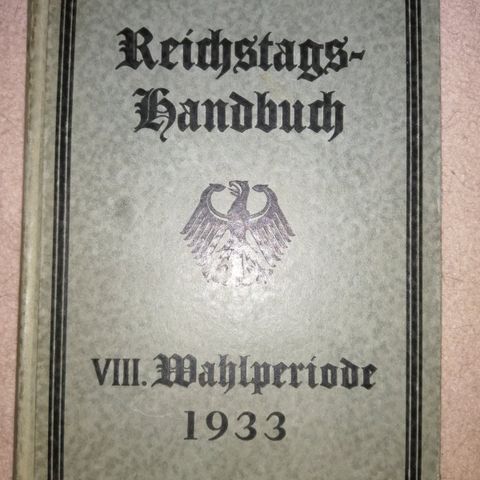 Reichstags-
Handbuch
VIII. Wahlperiode
1933